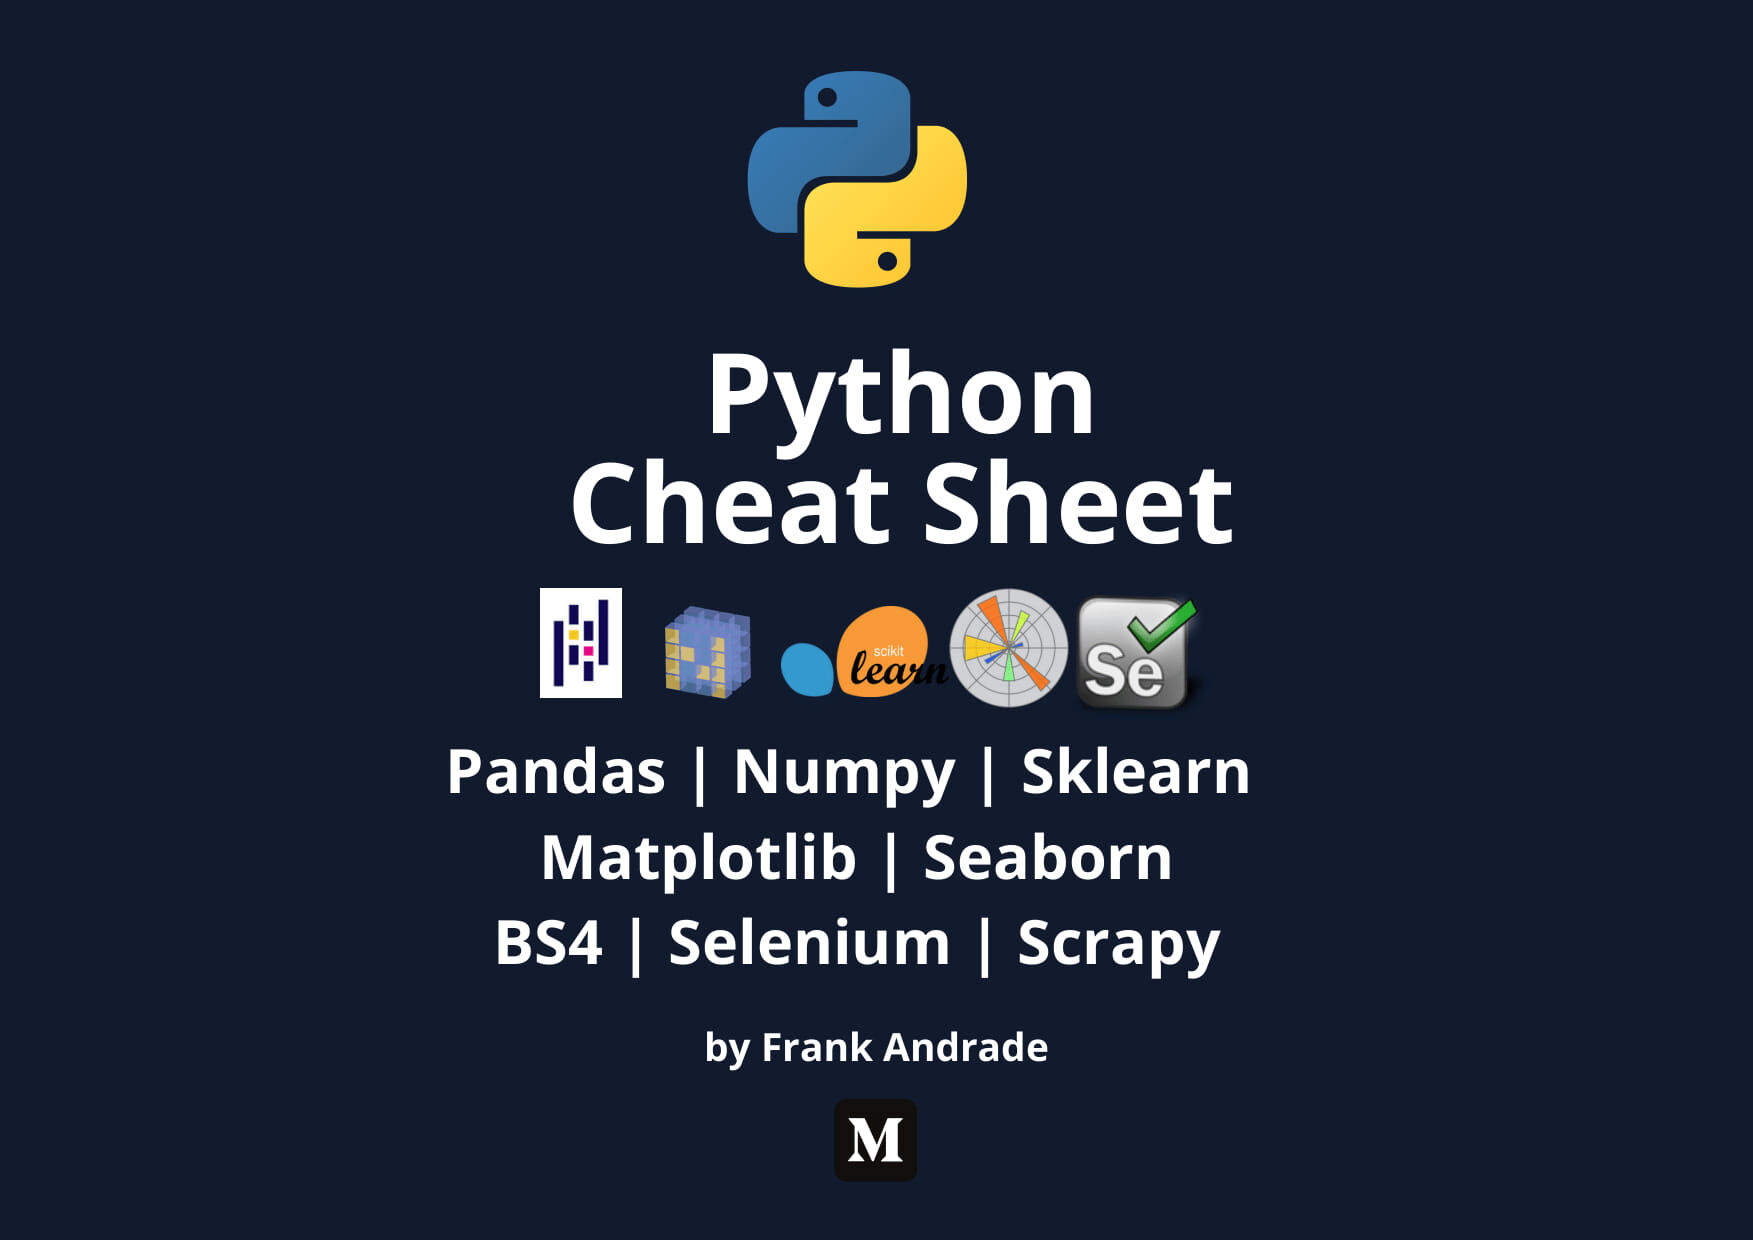 Python
Cheat Sheet
scikit
learn
Se
Pandas | Numpy | Sklearn
Matplotlib | Seaborn
BS4 | Selenium | Scrapy
by Frank Andrade
M